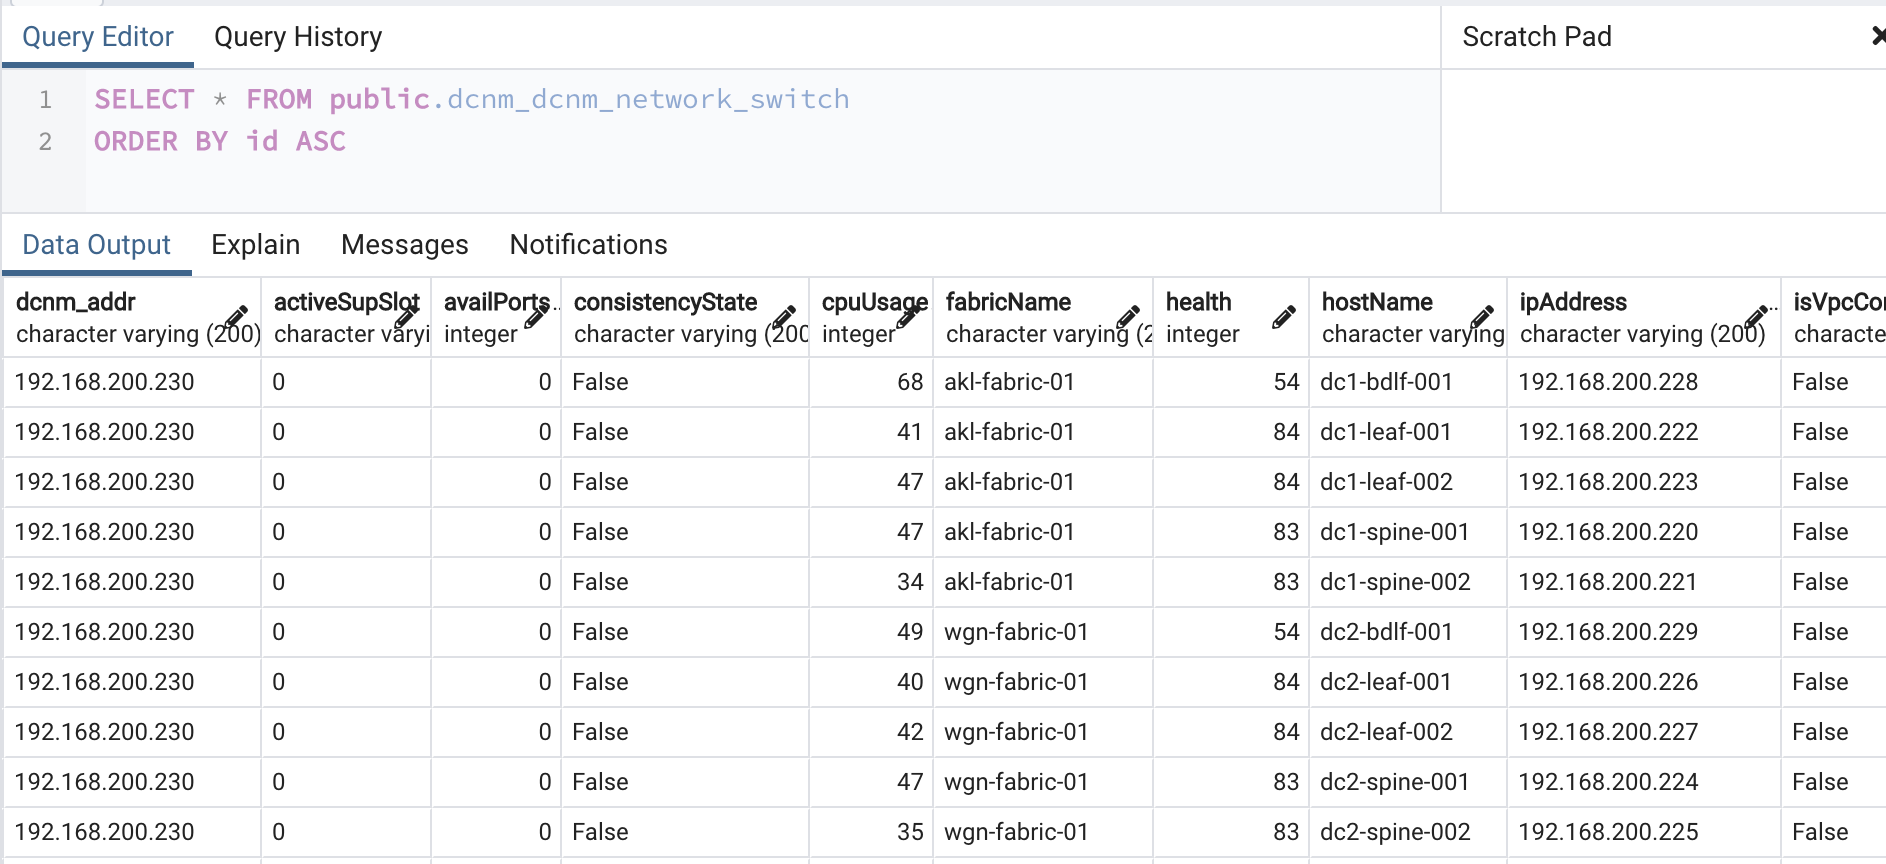 Query Editor Query History Scratch Pad
1 SELECT * FROM public.dcnm_dcnm_network_switch
2 ORDER BY id ASC
Data Output Explain Messages Notifications
dcnm_addr activeSupSlot availPorts consistencyState cpuUsage fabricName health hostName ipAddress isVpcCon
character varying (200) character varyi integer character varying (200 integer character varying (2 integer character varying character varying (200) characte
192.168.200.230 0 0 False 68 akl-fabric-01 54 dc1-bdlf-001 192.168.200.228 False
192.168.200.230 0 0 False 41 akl-fabric-01 84 dc1-leaf-001 192.168.200.222 False
192.168.200.230 0 0 False 47 akl-fabric-01 84 dc1-leaf-002 192.168.200.223 False
192.168.200.230 0 0 False 47 akl-fabric-01 83 dc1-spine-001 192.168.200.220 False
192.168.200.230 0 0 False 34 akl-fabric-01 83 dc1-spine-002 192.168.200.221 False
192.168.200.230 0 0 False 49 wgn-fabric-01 54 dc2-bdlf-001 192.168.200.229 False
192.168.200.230 0 0 False 40 wgn-fabric-01 84 dc2-leaf-001 192.168.200.226 False
192.168.200.230 0 0 False 42 wgn-fabric-01 84 dc2-leaf-002 192.168.200.227 False
192.168.200.230 0 0 False 47 wgn-fabric-01 83 dc2-spine-001 192.168.200.224 False
192.168.200.230 0 0 False 35 wgn-fabric-01 83 dc2-spine-002 192.168.200.225 False